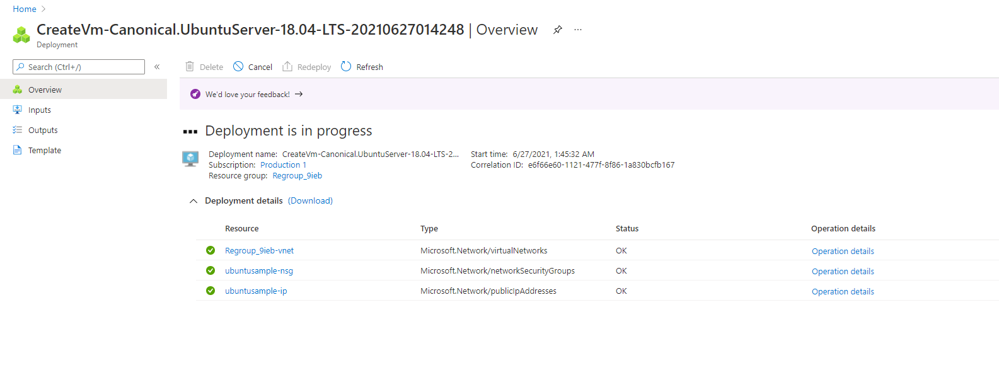 Home
CreateVm-Canonical.UbuntuServer-18.04-LTS-20210627014248 | Overview
Deployment
Search (Ctrl+/)
Delete Cancel Redeploy Refresh
Overview
Inputs
Outputs
Template
We'd love your feedback! →
Deployment is in progress
Deployment name: CreateVm-Canonical.UbuntuServer-18.04-LTS-2... Start time: 6/27/2021, 1:45:32 AM
Subscription: Production 1 Correlation ID: e6f66e60-1121-477f-8f86-1a830bcfb167
Resource group: Regroup_9ieb
Deployment details (Download)
Resource Type Status Operation details
Regroup_9ieb-vnet Microsoft.Network/virtualNetworks OK Operation details
ubuntusample-nsg Microsoft.Network/networkSecurityGroups OK Operation details
ubuntusample-ip Microsoft.Network/publicIpAddresses OK Operation details